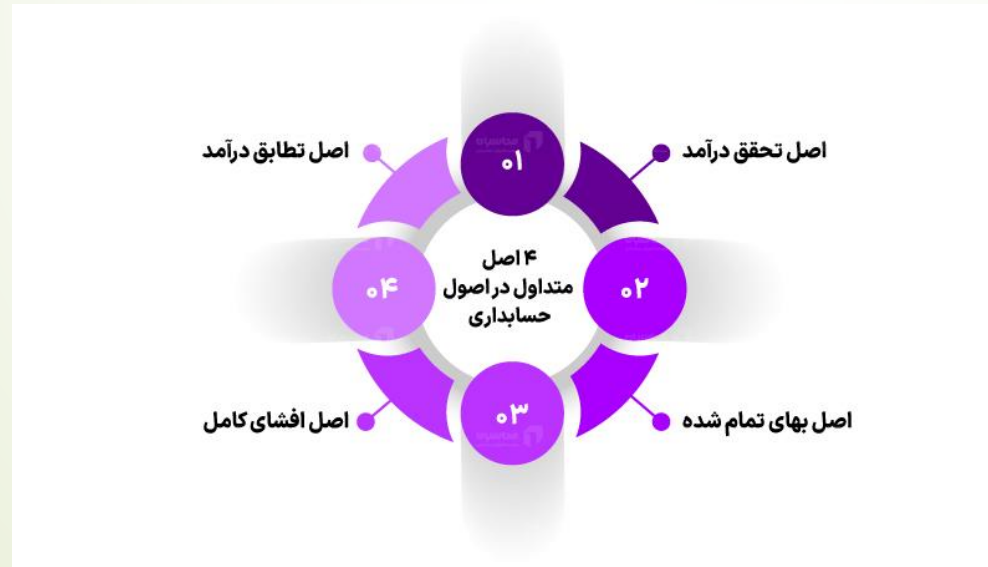 ۴ اصل
متداول در اصول
حسابداری
۰۱
اصل تحقق درآمد
۰۲
اصل بهای تمام شده
۰۳
اصل افشای کامل
۰۴
اصل تطابق درآمد